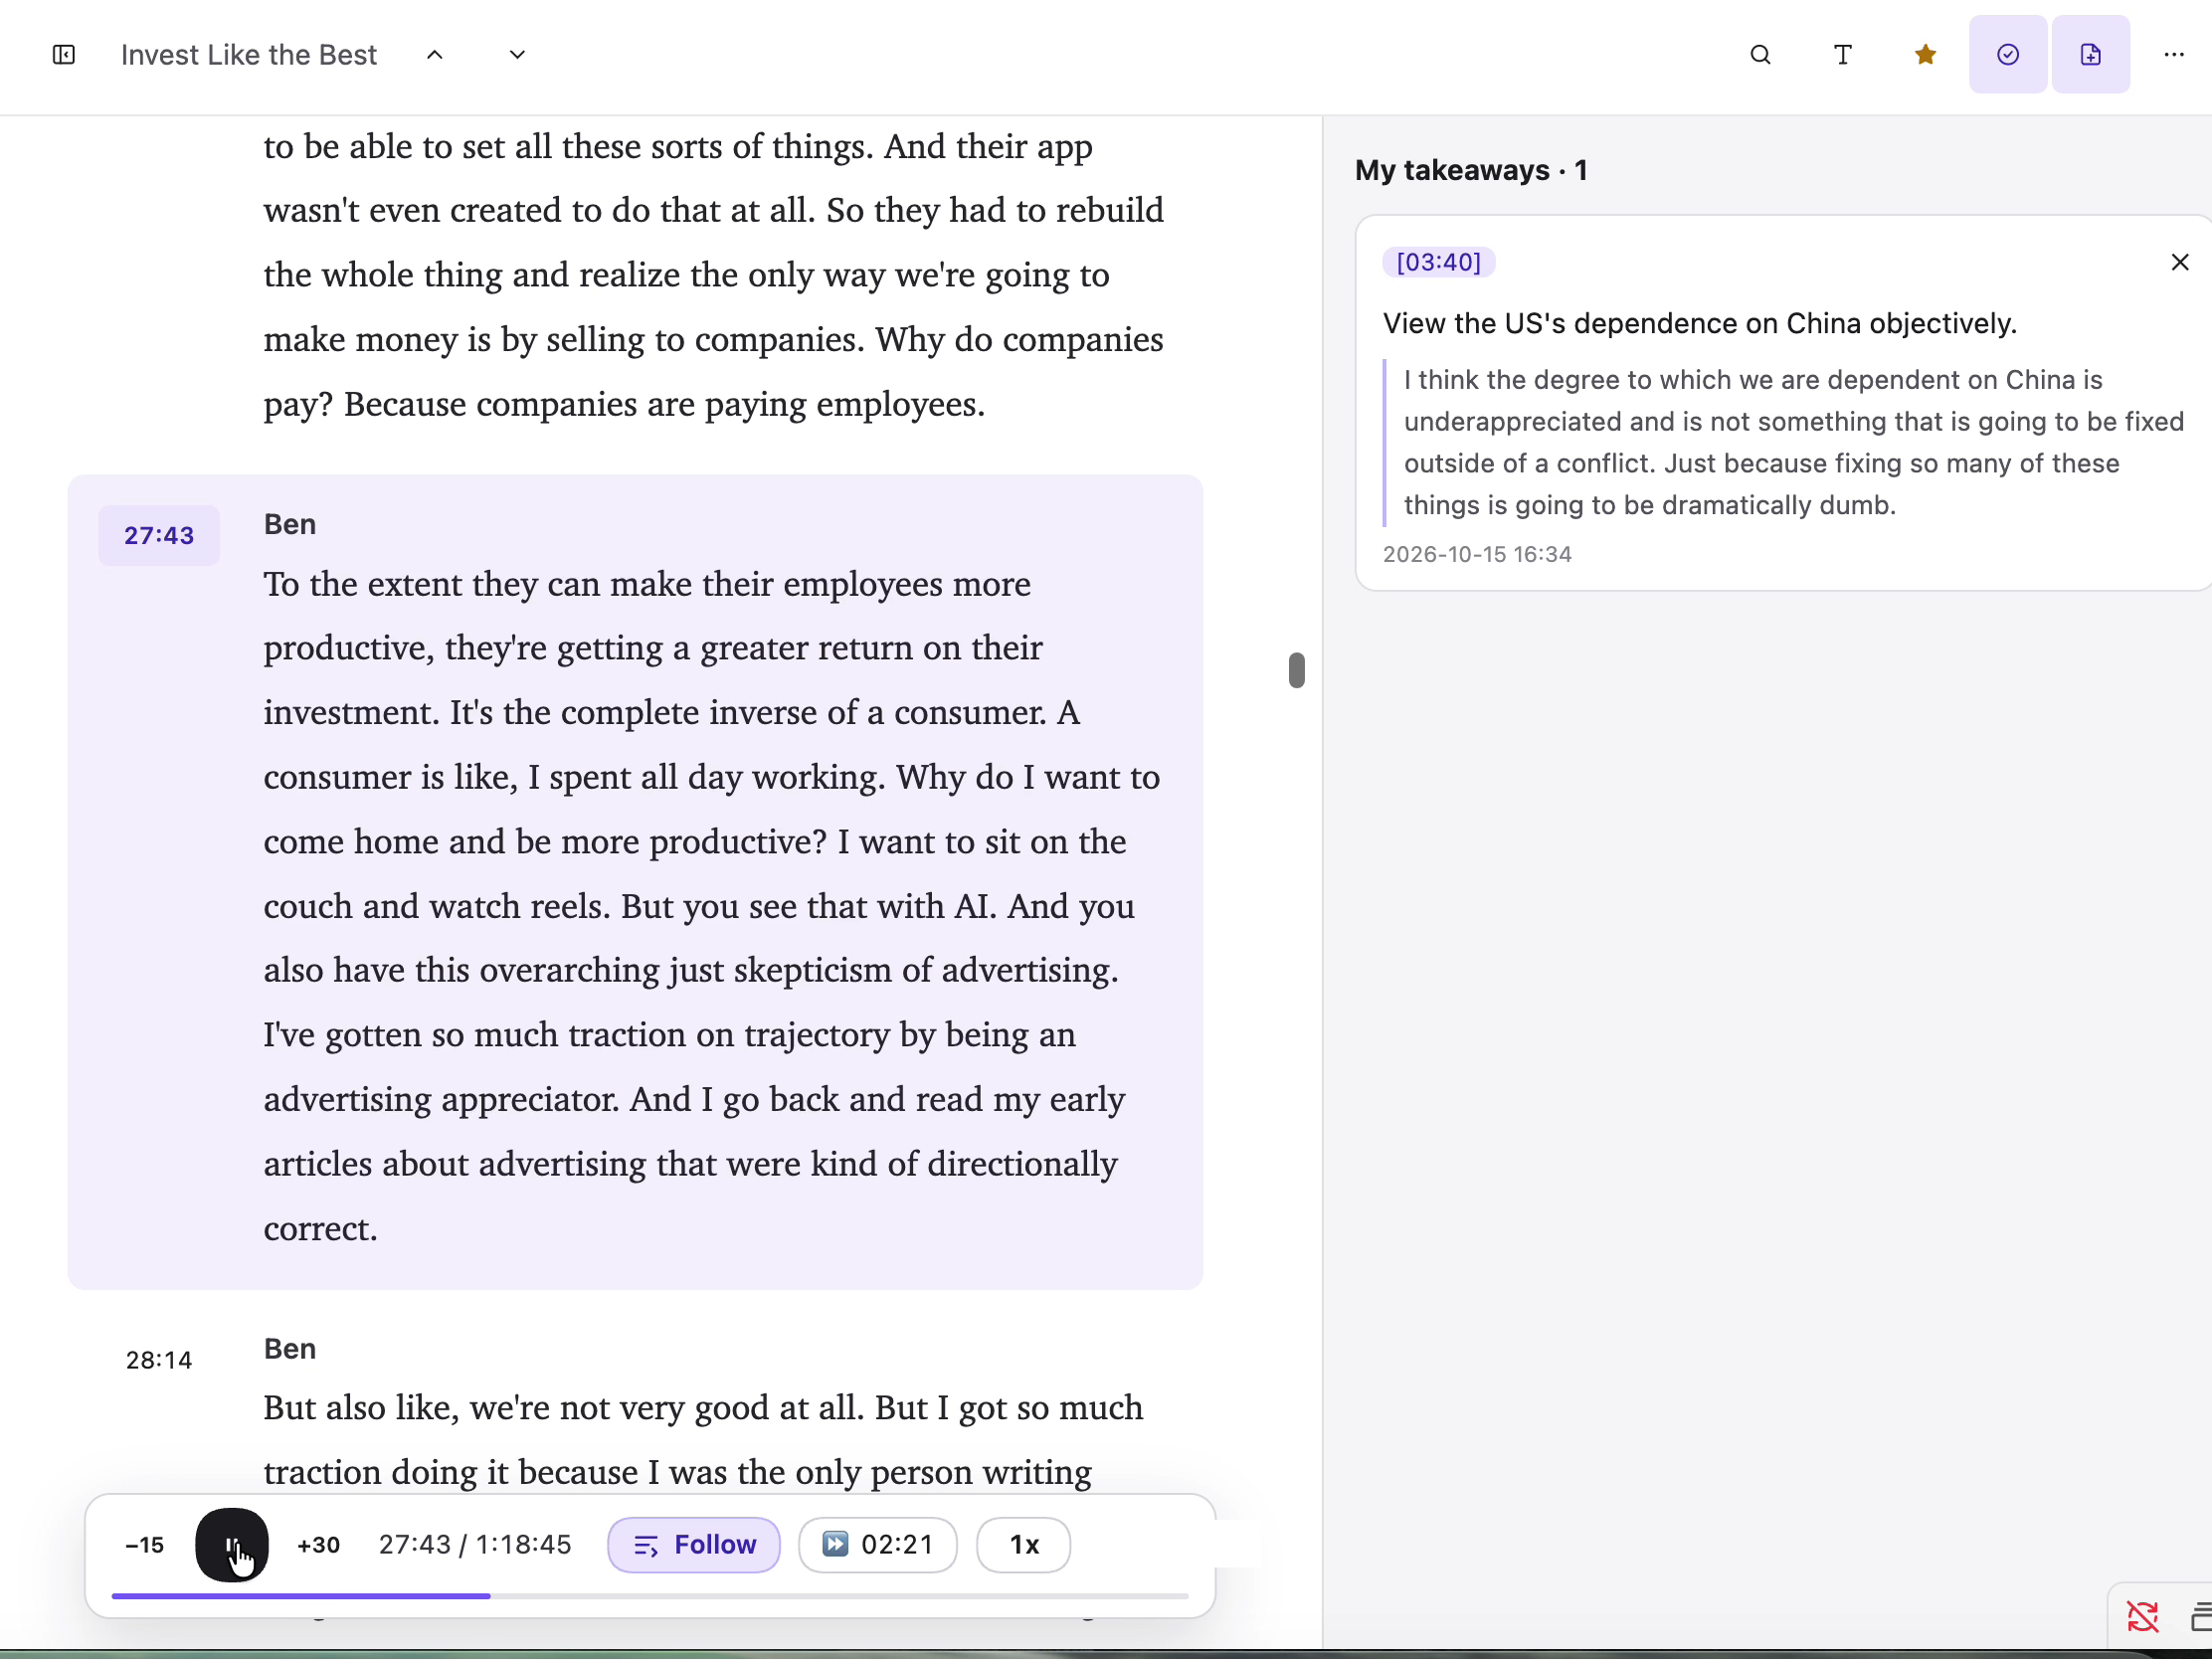 Invest Like the Best
to be able to set all these sorts of things. And their app
wasn't even created to do that at all. So they had to rebuild
the whole thing and realize the only way we're going to
make money is by selling to companies. Why do companies
pay? Because companies are paying employees.
27:43
Ben
To the extent they can make their employees more
productive, they're getting a greater return on their
investment. It's the complete inverse of a consumer. A
consumer is like, I spent all day working. Why do I want to
come home and be more productive? I want to sit on the
couch and watch reels. But you see that with AI. And you
also have this overarching just skepticism of advertising.
I've gotten so much traction on trajectory by being an
advertising appreciator. And I go back and read my early
articles about advertising that were kind of directionally
correct.
28:14
Ben
But also like, we're not very good at all. But I got so much
traction doing it because I was the only person writing
–15
+30
27:43 / 1:18:45
Follow
02:21
1x
My takeaways · 1
[03:40]
View the US's dependence on China objectively.
I think the degree to which we are dependent on China is
underappreciated and is not something that is going to be fixed
outside of a conflict. Just because fixing so many of these
things is going to be dramatically dumb.
2026-10-15 16:34